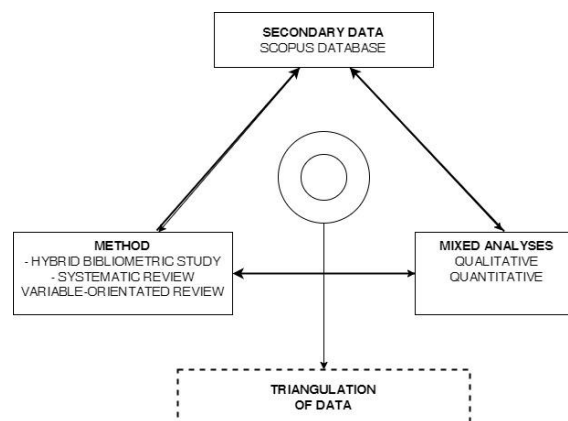 SECONDARY DATA
SCOPUS DATABASE
METHOD
- HYBRID BIBLIOMETRIC STUDY
- SYSTEMATIC REVIEW
VARIABLE-ORIENTATED REVIEW
MIXED ANALYSES
QUALITATIVE
QUANTITATIVE
TRIANGULATION
OF DATA